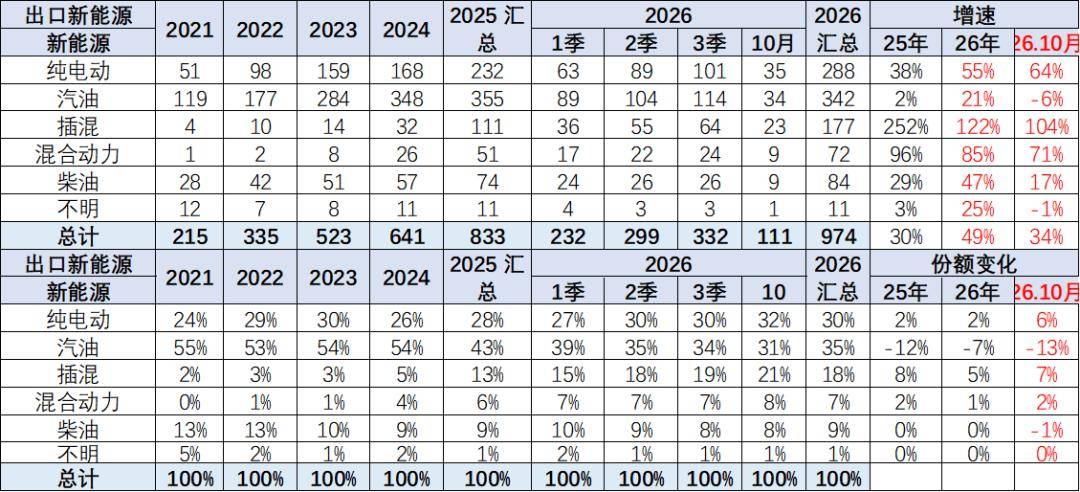 出口新能源 2021 2022 2023 2024 2025 汇总 2026 2026 汇总 增速
新能源 1季 2季 3季 10月 25年 26年 26.10月
纯电动 51 98 159 168 232 63 89 101 35 288 38% 55% 64%
汽油 119 177 284 348 355 89 104 114 34 342 2% 21% -6%
插混 4 10 14 32 111 36 55 64 23 177 252% 122% 104%
混合动力 1 2 8 26 51 17 22 24 9 72 96% 85% 71%
柴油 28 42 51 57 74 24 26 26 9 84 29% 47% 17%
不明 12 7 8 11 11 4 3 3 1 11 3% 25% -1%
总计 215 335 523 641 833 232 299 332 111 974 30% 49% 34%
出口新能源 2021 2022 2023 2024 2025 汇总 2026 2026 汇总 份额变化
新能源 1季 2季 3季 10 25年 26年 26.10月
纯电动 24% 29% 30% 26% 28% 27% 30% 30% 32% 30% 2% 2% 6%
汽油 55% 53% 54% 54% 43% 39% 35% 34% 31% 35% -12% -7% -13%
插混 2% 3% 3% 5% 13% 15% 18% 19% 21% 18% 8% 5% 7%
混合动力 0% 1% 1% 4% 6% 7% 7% 7% 8% 7% 2% 1% 2%
柴油 13% 13% 10% 9% 9% 10% 9% 8% 8% 9% 0% 0% -1%
不明 5% 2% 1% 2% 1% 2% 1% 1% 1% 1% 0% 0% 0%
总计 100% 100% 100% 100% 100% 100% 100% 100% 100% 100%